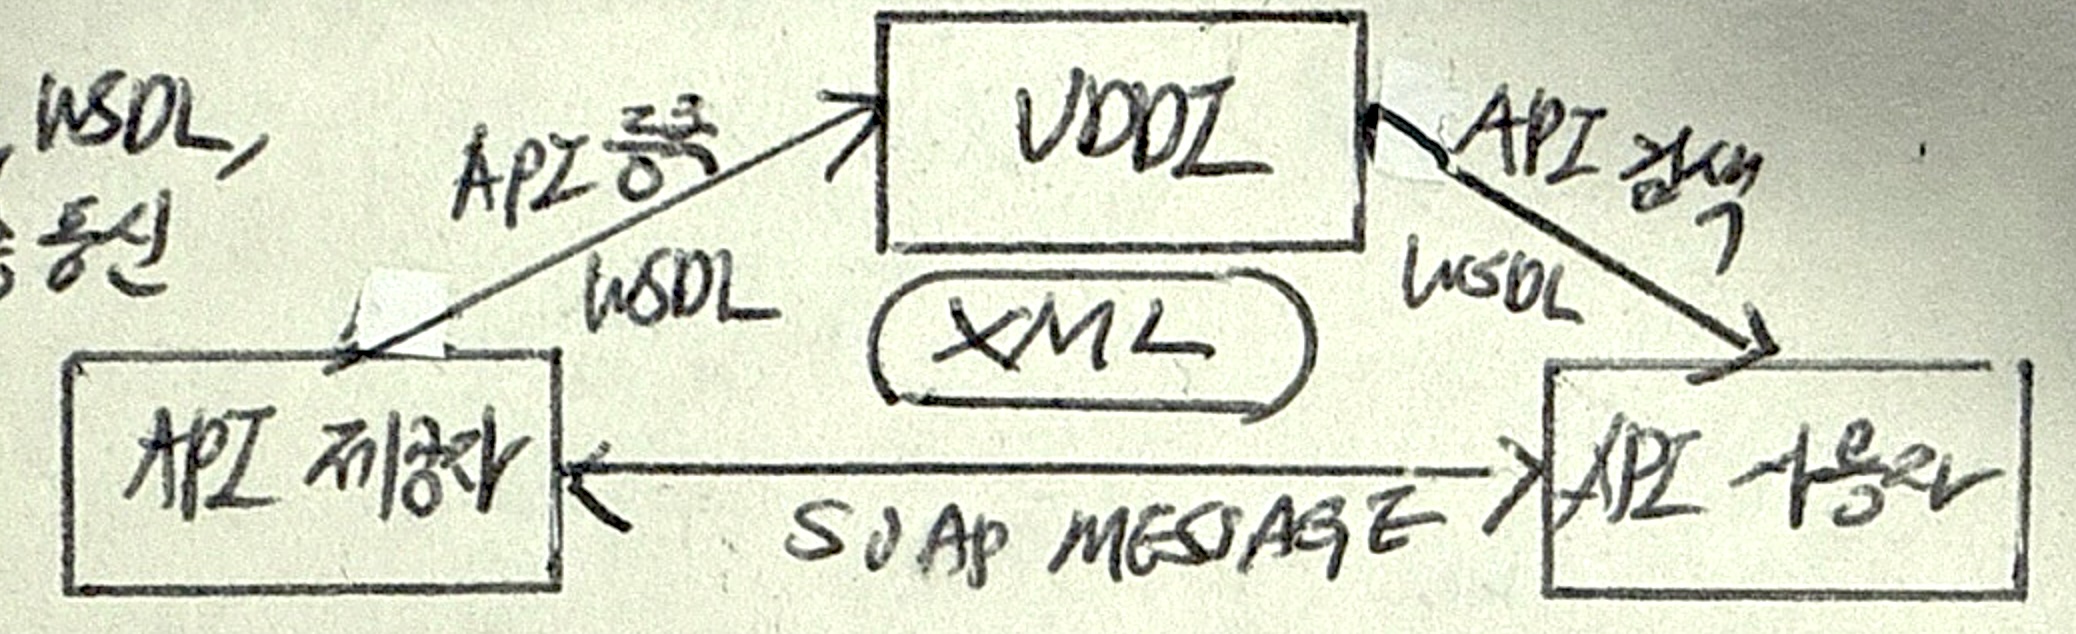 WSDL,
통신
API 등록
WSDL
UDDI
API 검색
WSDL
XML
API 제공자
SOAP MESSAGE
API 사용자